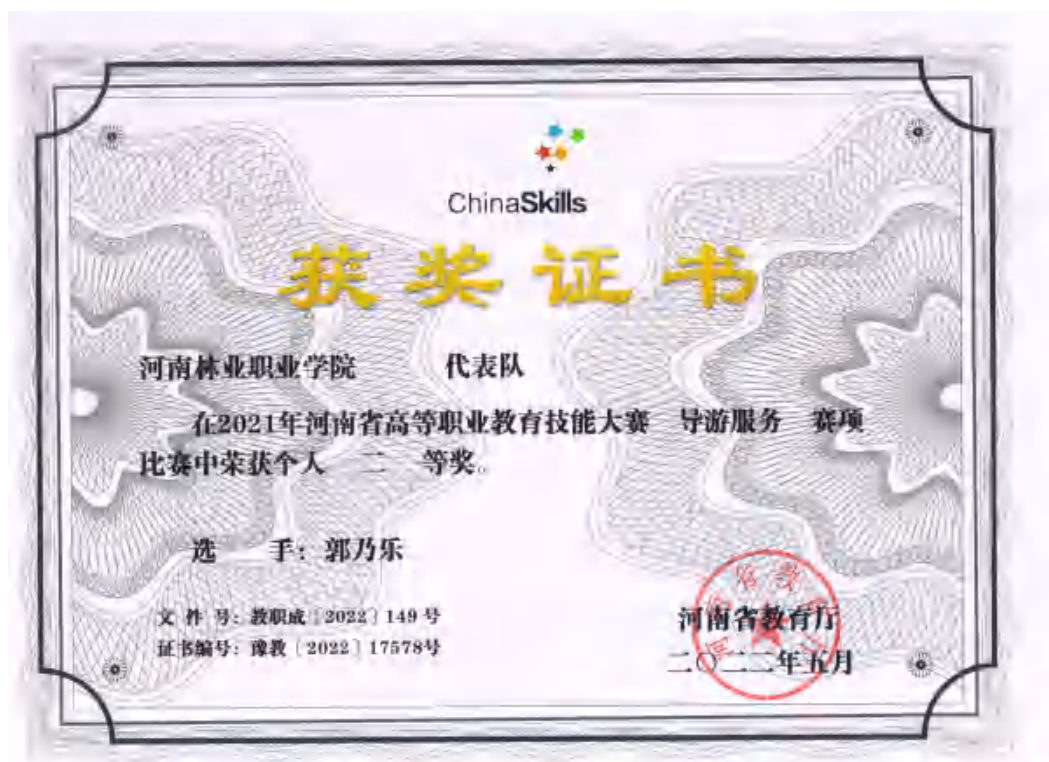 ChinaSkills
获奖证书
河南林业职业学院 代表队
在2021年河南省高等职业教育技能大赛 导游服务 赛项
比赛中荣获个人 二 等奖。
选 手：郭乃乐
文 件 号：教职成〔2022〕149号
证书编号：豫教〔2022〕17578号
河南省教育厅
二〇二二年五月